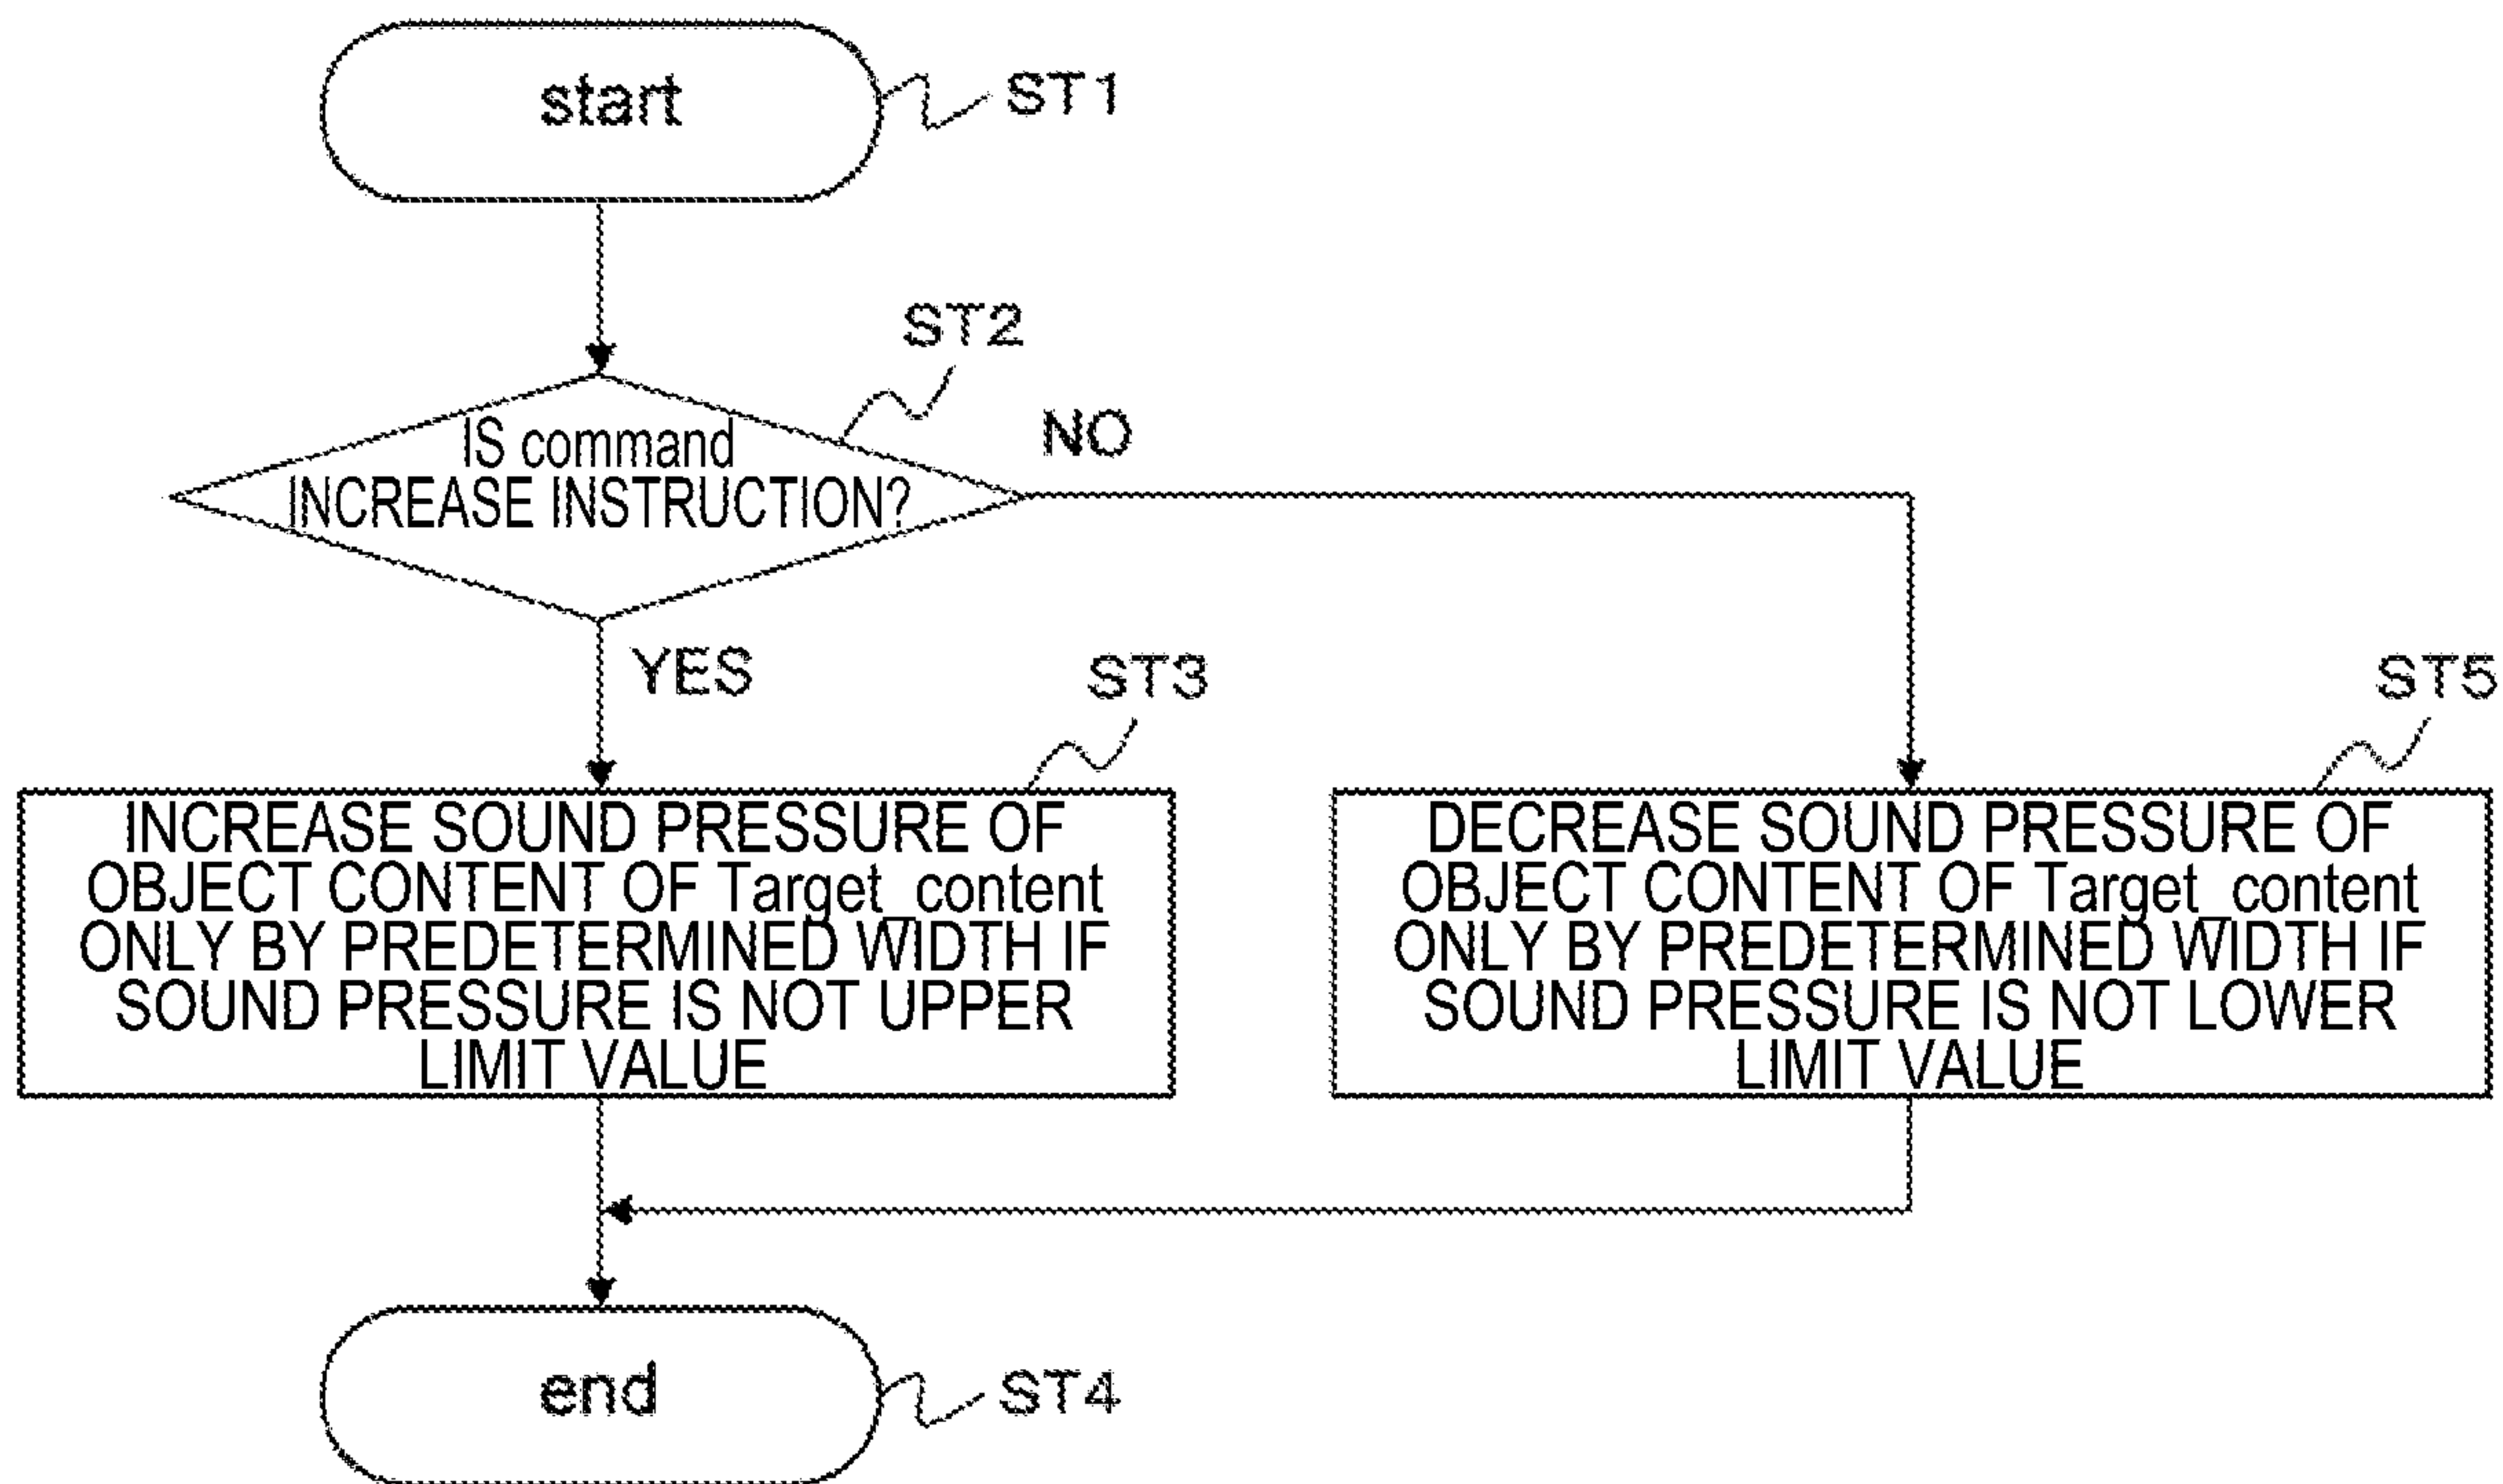 start
ST1
ST2
IS command
INCREASE INSTRUCTION?
NO
YES
ST3
INCREASE SOUND PRESSURE OF
OBJECT CONTENT OF Target_content
ONLY BY PREDETERMINED WIDTH IF
SOUND PRESSURE IS NOT UPPER
LIMIT VALUE
ST5
DECREASE SOUND PRESSURE OF
OBJECT CONTENT OF Target_content
ONLY BY PREDETERMINED WIDTH IF
SOUND PRESSURE IS NOT LOWER
LIMIT VALUE
end
ST4